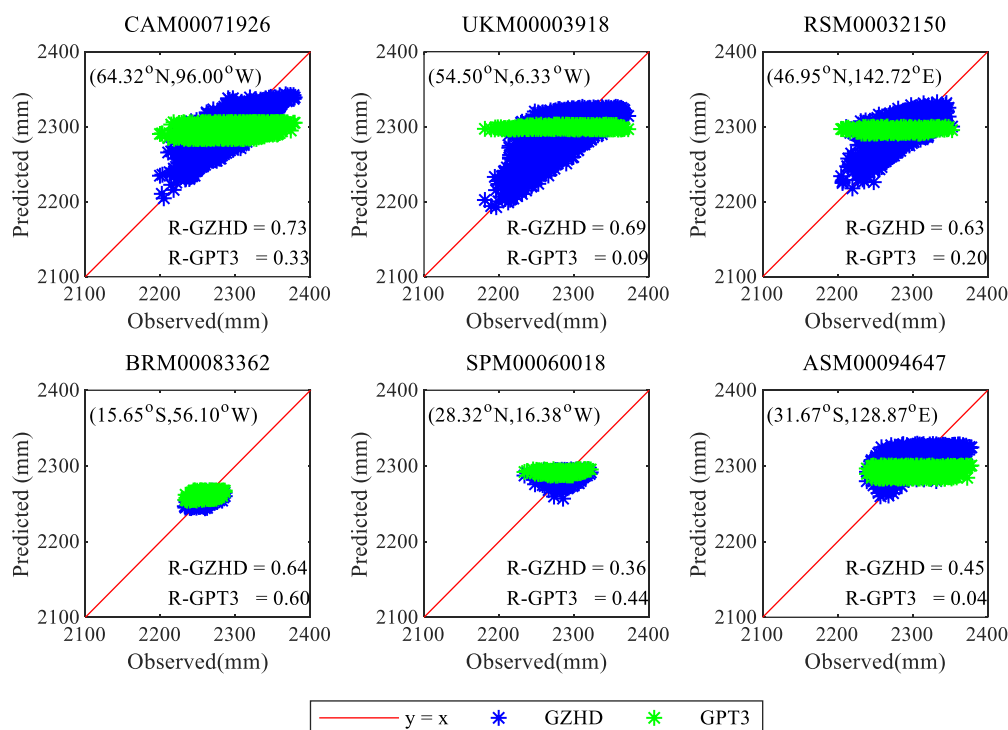 CAM00071926
2400
(64.32°N,96.00°W)
2300
2200
R-GZHD = 0.73
R-GPT3 = 0.33
2100
2100 2200 2300 2400
Observed(mm)
Predicted (mm)
UKM00003918
2400
(54.50°N,6.33°W)
2300
2200
R-GZHD = 0.69
R-GPT3 = 0.09
2100
2100 2200 2300 2400
Observed(mm)
Predicted (mm)
RSM00032150
2400
(46.95°N,142.72°E)
2300
2200
R-GZHD = 0.63
R-GPT3 = 0.20
2100
2100 2200 2300 2400
Observed(mm)
Predicted (mm)
BRM00083362
2400
(15.65°S,56.10°W)
2300
2200
R-GZHD = 0.64
R-GPT3 = 0.60
2100
2100 2200 2300 2400
Observed(mm)
Predicted (mm)
SPM00060018
2400
(28.32°N,16.38°W)
2300
2200
R-GZHD = 0.36
R-GPT3 = 0.44
2100
2100 2200 2300 2400
Observed(mm)
Predicted (mm)
ASM00094647
2400
(31.67°S,128.87°E)
2300
2200
R-GZHD = 0.45
R-GPT3 = 0.04
2100
2100 2200 2300 2400
Observed(mm)
Predicted (mm)
y = x GZHD GPT3